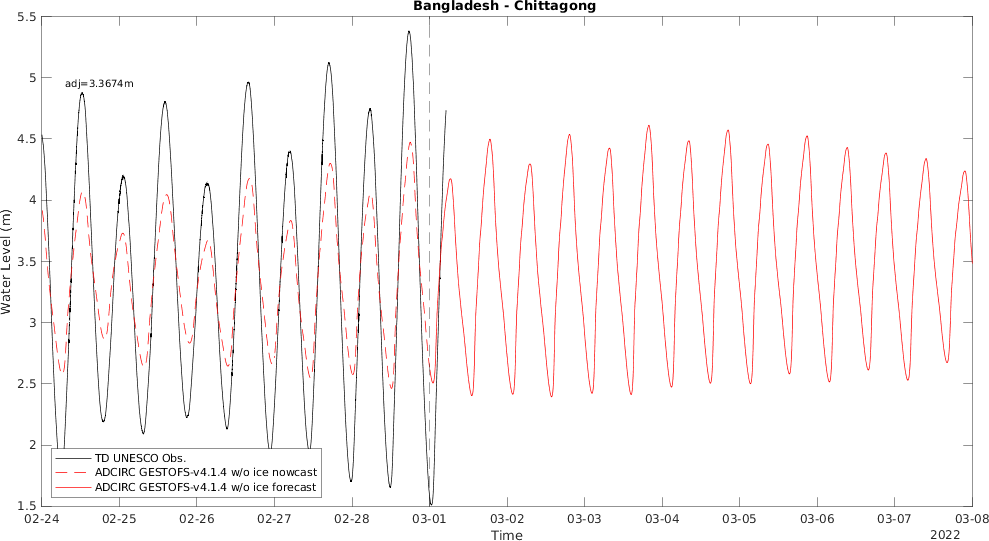 Bangladesh - Chittagong
5.5
5
4.5
4
3.5
3
2.5
2
1.5
Water Level (m)
adj=3.3674m
TD UNESCO Obs.
ADCIRC GESTOFS-v4.1.4 w/o ice nowcast
ADCIRC GESTOFS-v4.1.4 w/o ice forecast
02-24 02-25 02-26 02-27 02-28 03-01 03-02 03-03 03-04 03-05 03-06 03-07 03-08
Time
2022